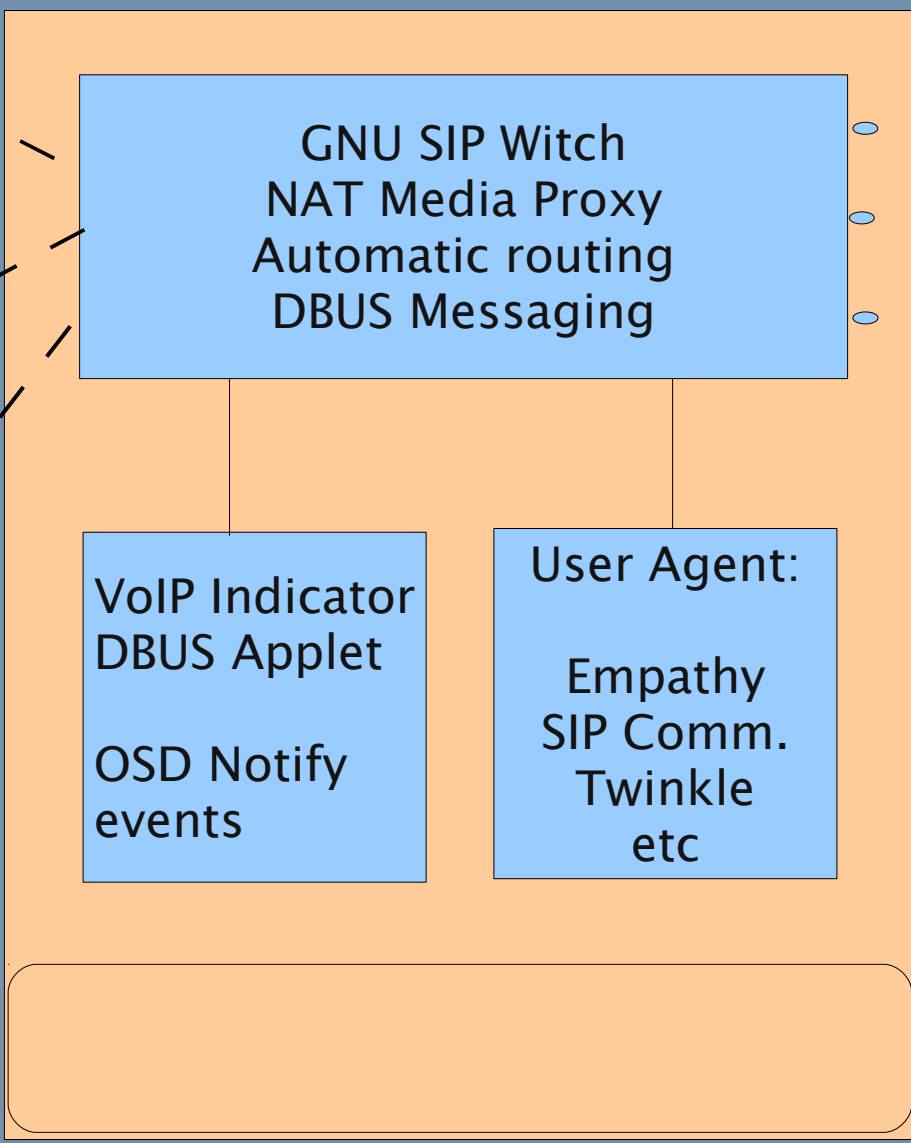 GNU SIP Witch
NAT Media Proxy
Automatic routing
DBUS Messaging
VoIP Indicator
DBUS Applet
OSD Notify
events
User Agent:
Empathy
SIP Comm.
Twinkle
etc